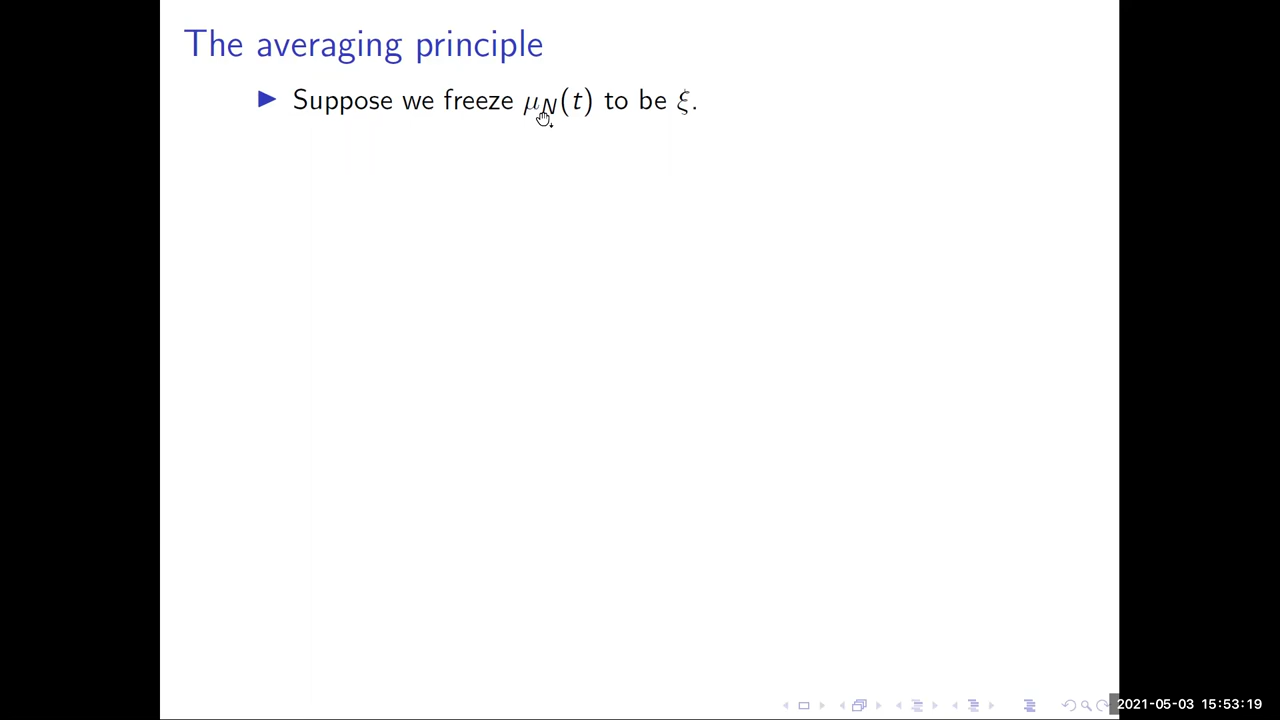 The averaging principle
▶ Suppose we freeze μ_N(t) to be ξ.
2021-05-03 15:53:19